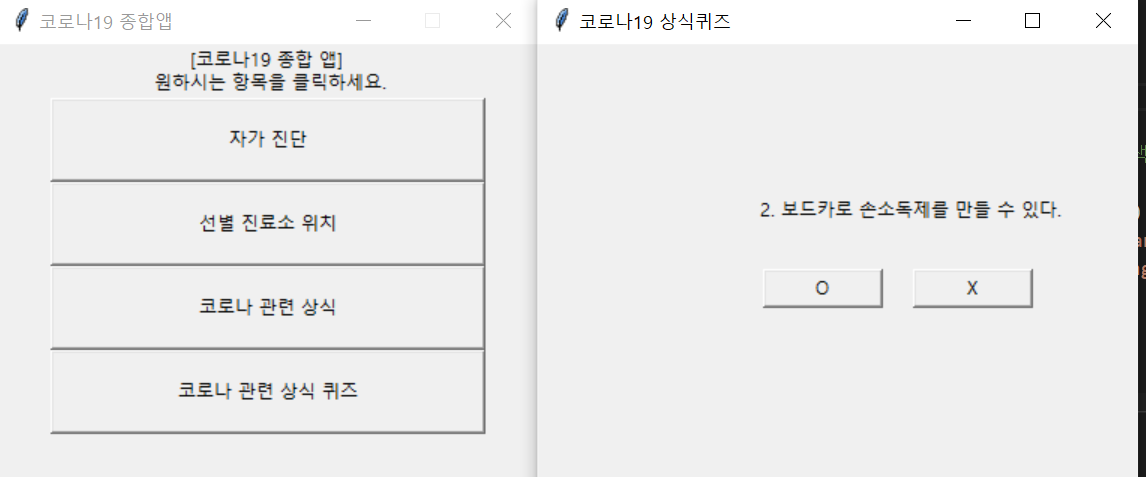 코로나19 종합앱
[코로나19 종합 앱]
원하시는 항목을 클릭하세요.
자가 진단
선별 진료소 위치
코로나 관련 상식
코로나 관련 상식 퀴즈
코로나19 상식퀴즈
2. 보드카로 손소독제를 만들 수 있다.
O
X